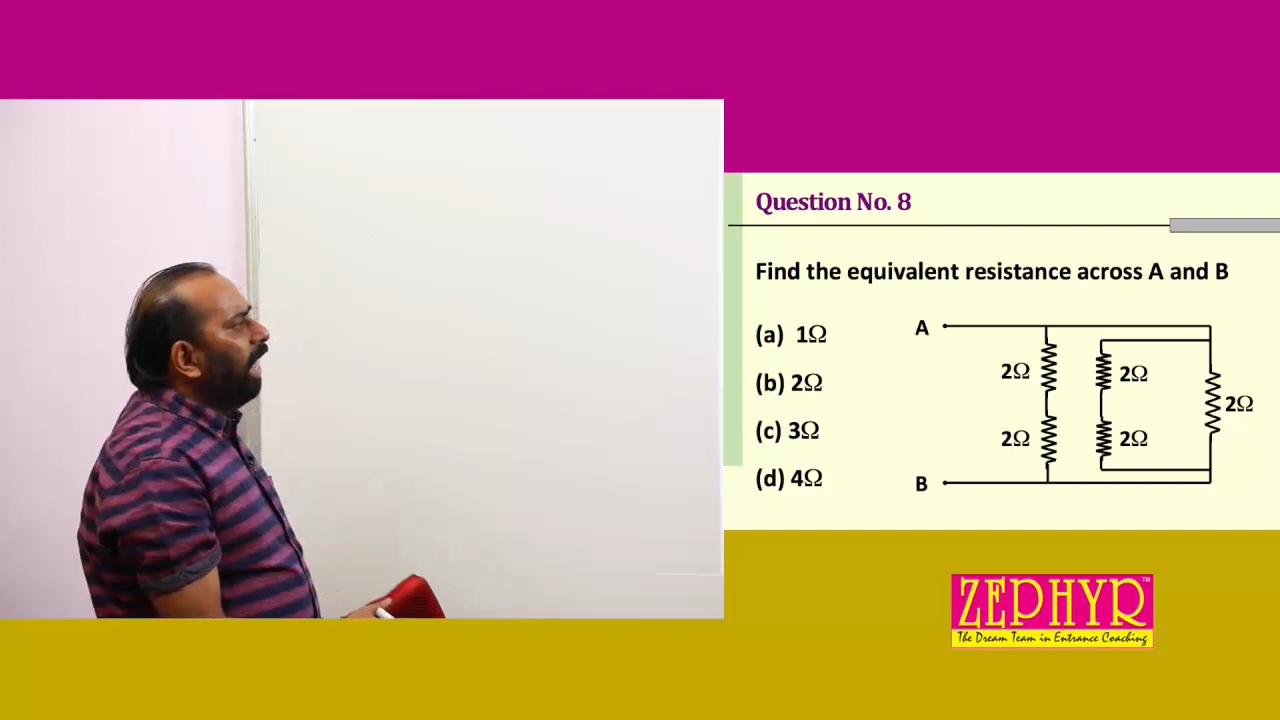 Question No. 8
Find the equivalent resistance across A and B
(a) 1Ω
(b) 2Ω
(c) 3Ω
(d) 4Ω
A
2Ω 2Ω
2Ω
2Ω 2Ω
B
ZEPHYR™
The Dream Team in Entrance Coaching